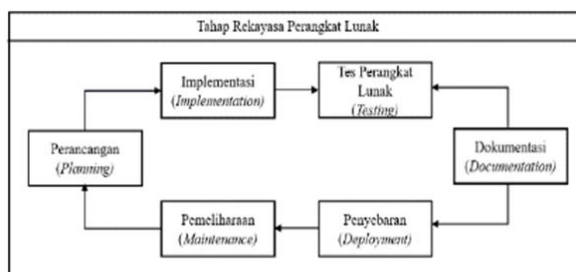 Tahap Rekayasa Perangkat Lunak
Implementasi
(Implementation)
Tes Perangkat
Lunak
(Testing)
Perancangan
(Planning)
Dokumentasi
(Documentation)
Pemeliharaan
(Maintenance)
Penyebaran
(Deployment)